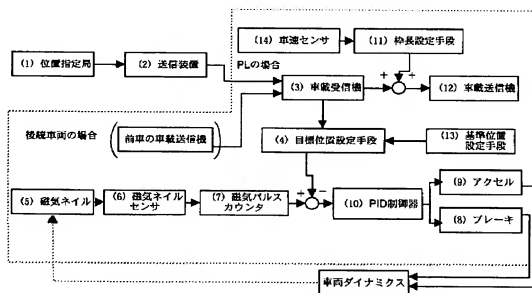 (14) 車速センサ
(11) 枠長設定手段
PLの場合
(1) 位置指定局
(2) 送信装置
(3) 車載受信機
+
+
(12) 車載送信機
後続車両の場合
前車の車載送信機
(4) 目標位置設定手段
(13) 基準位置
設定手段
(5) 磁気ネイル
(6) 磁気ネイル
センサ
(7) 磁気パルス
カウンタ
+
−
(10) PID制御器
(9) アクセル
(8) ブレーキ
車両ダイナミクス